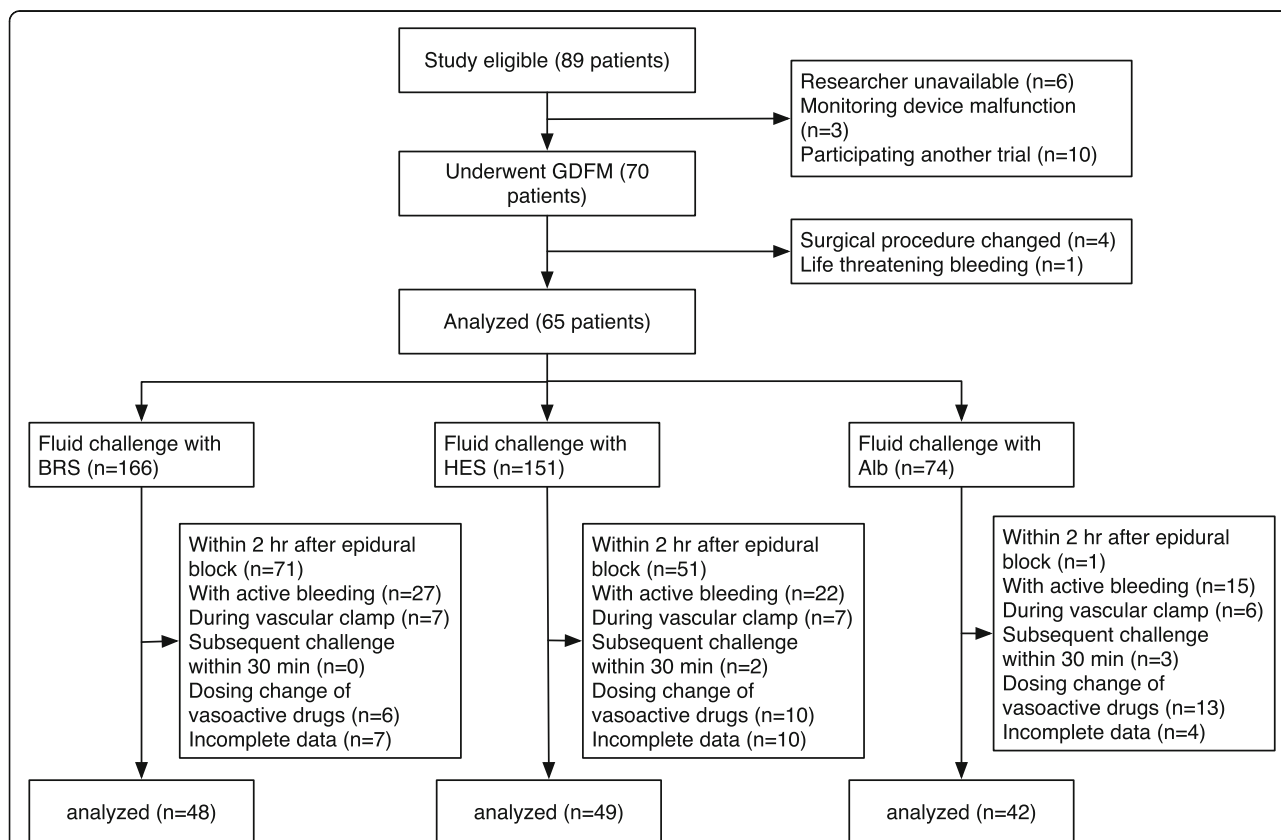 Study eligible (89 patients)
Researcher unavailable (n=6)
Monitoring device malfunction
(n=3)
Participating another trial (n=10)
Underwent GDFM (70
patients)
Surgical procedure changed (n=4)
Life threatening bleeding (n=1)
Analyzed (65 patients)
Fluid challenge with
BRS (n=166)
Fluid challenge with
HES (n=151)
Fluid challenge with
Alb (n=74)
Within 2 hr after epidural
block (n=71)
With active bleeding (n=27)
During vascular clamp (n=7)
Subsequent challenge
within 30 min (n=0)
Dosing change of
vasoactive drugs (n=6)
Incomplete data (n=7)
Within 2 hr after epidural
block (n=51)
With active bleeding (n=22)
During vascular clamp (n=7)
Subsequent challenge
within 30 min (n=2)
Dosing change of
vasoactive drugs (n=10)
Incomplete data (n=10)
Within 2 hr after epidural
block (n=1)
With active bleeding (n=15)
During vascular clamp (n=6)
Subsequent challenge
within 30 min (n=3)
Dosing change of
vasoactive drugs (n=13)
Incomplete data (n=4)
analyzed (n=48)
analyzed (n=49)
analyzed (n=42)